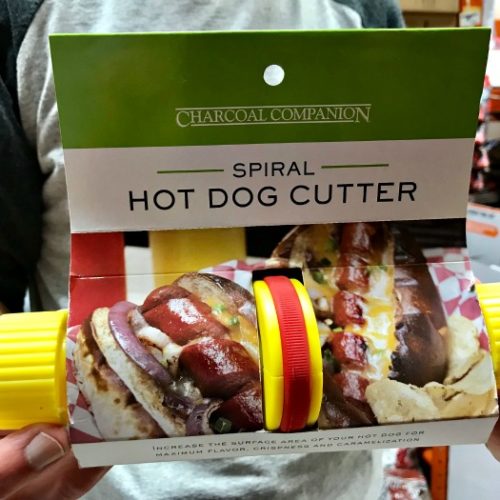 CHARCOAL COMPANION
SPIRAL
HOT DOG CUTTER
INCREASE THE SURFACE AREA OF YOUR HOT DOG FOR
MAXIMUM FLAVOR, CRISPNESS AND CARAMELIZATION